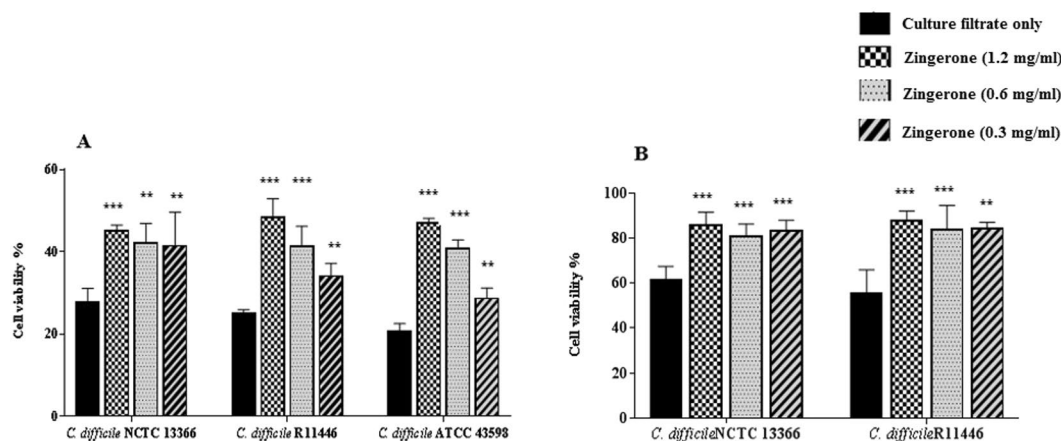 Culture filtrate only
Zingerone (1.2 mg/ml)
Zingerone (0.6 mg/ml)
Zingerone (0.3 mg/ml)
A
Cell viability %
60
40
20
0
*** ** **
*** *** **
*** *** **
C. difficile NCTC 13366
C. difficile R11446
C. difficile ATCC 43598
B
Cell viability %
100
80
60
40
20
0
*** *** ***
*** *** **
C. difficileNCTC 13366
C. difficileR11446